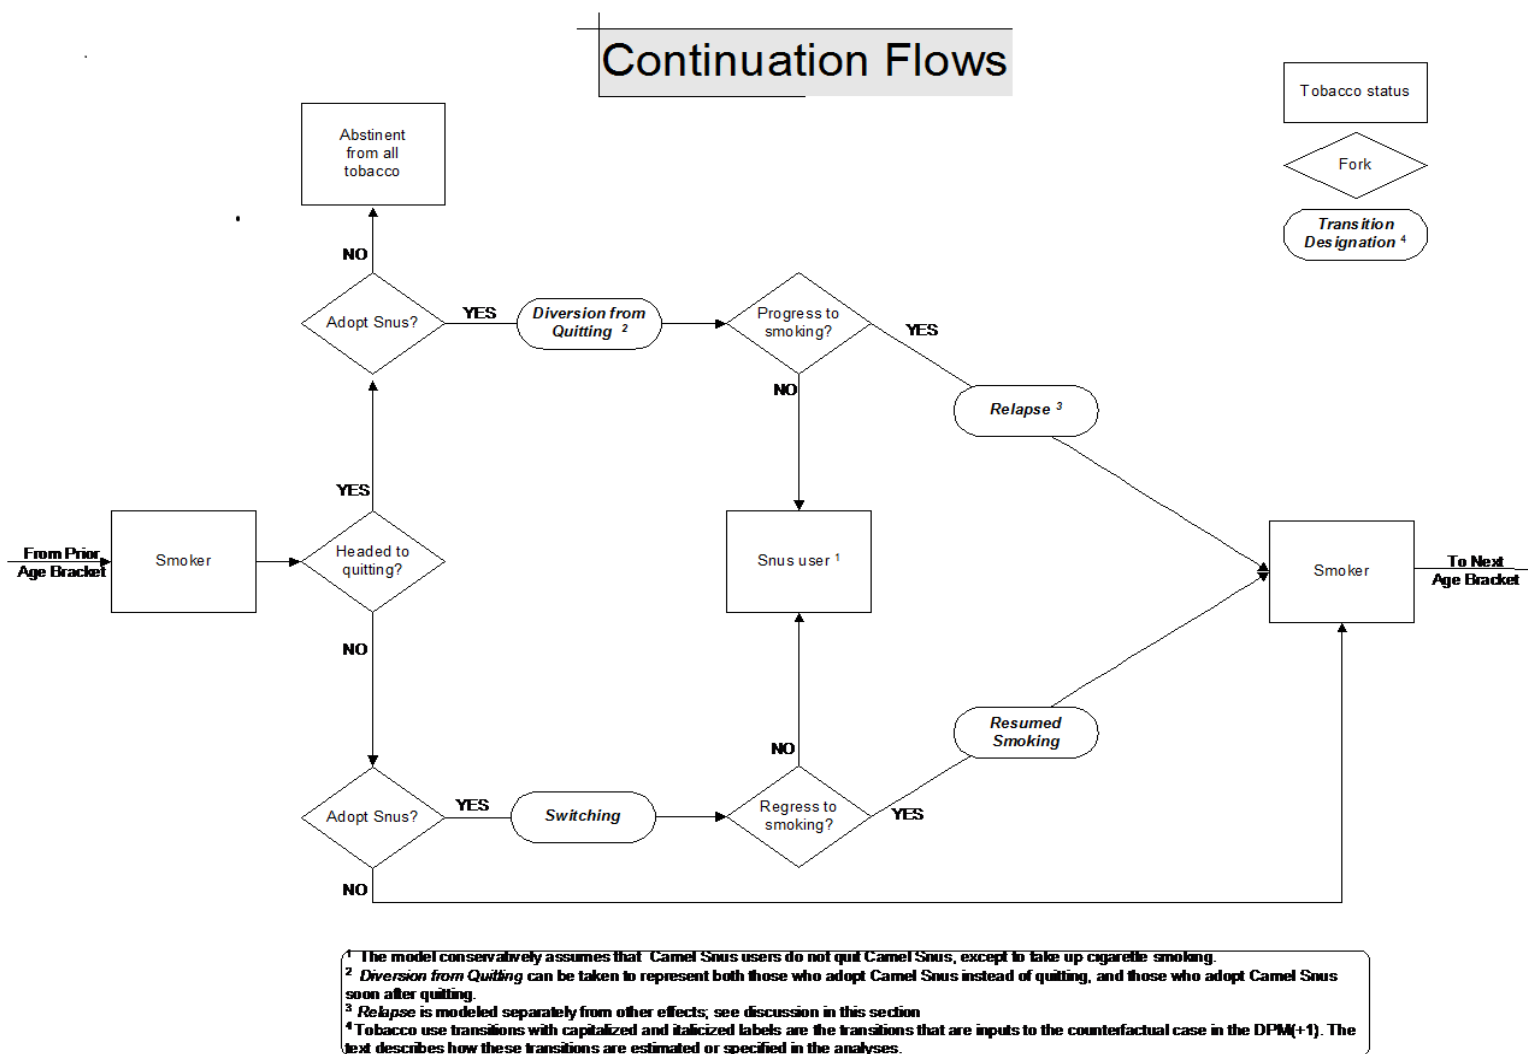 Continuation Flows
Tobacco status
Fork
Transition
Designation 4
Abstinent
from all
tobacco
NO
Adopt Snus?
YES
Diversion from
Quitting 2
Progress to
smoking?
YES
NO
Relapse 3
YES
From Prior
Age Bracket
Smoker
Headed to
quitting?
Snus user 1
Smoker
To Next
Age Bracket
NO
Resumed
Smoking
NO
Adopt Snus?
YES
Switching
Regress to
smoking?
YES
NO
1 The model conservatively assumes that Camel Snus users do not quit Camel Snus, except to take up cigarette smoking.
2 Diversion from Quitting can be taken to represent both those who adopt Camel Snus instead of quitting, and those who adopt Camel Snus
soon after quitting.
3 Relapse is modeled separately from other effects; see discussion in this section
4 Tobacco use transitions with capitalized and italicized labels are the transitions that are inputs to the counterfactual case in the DPM(+1). The
text describes how these transitions are estimated or specified in the analyses.